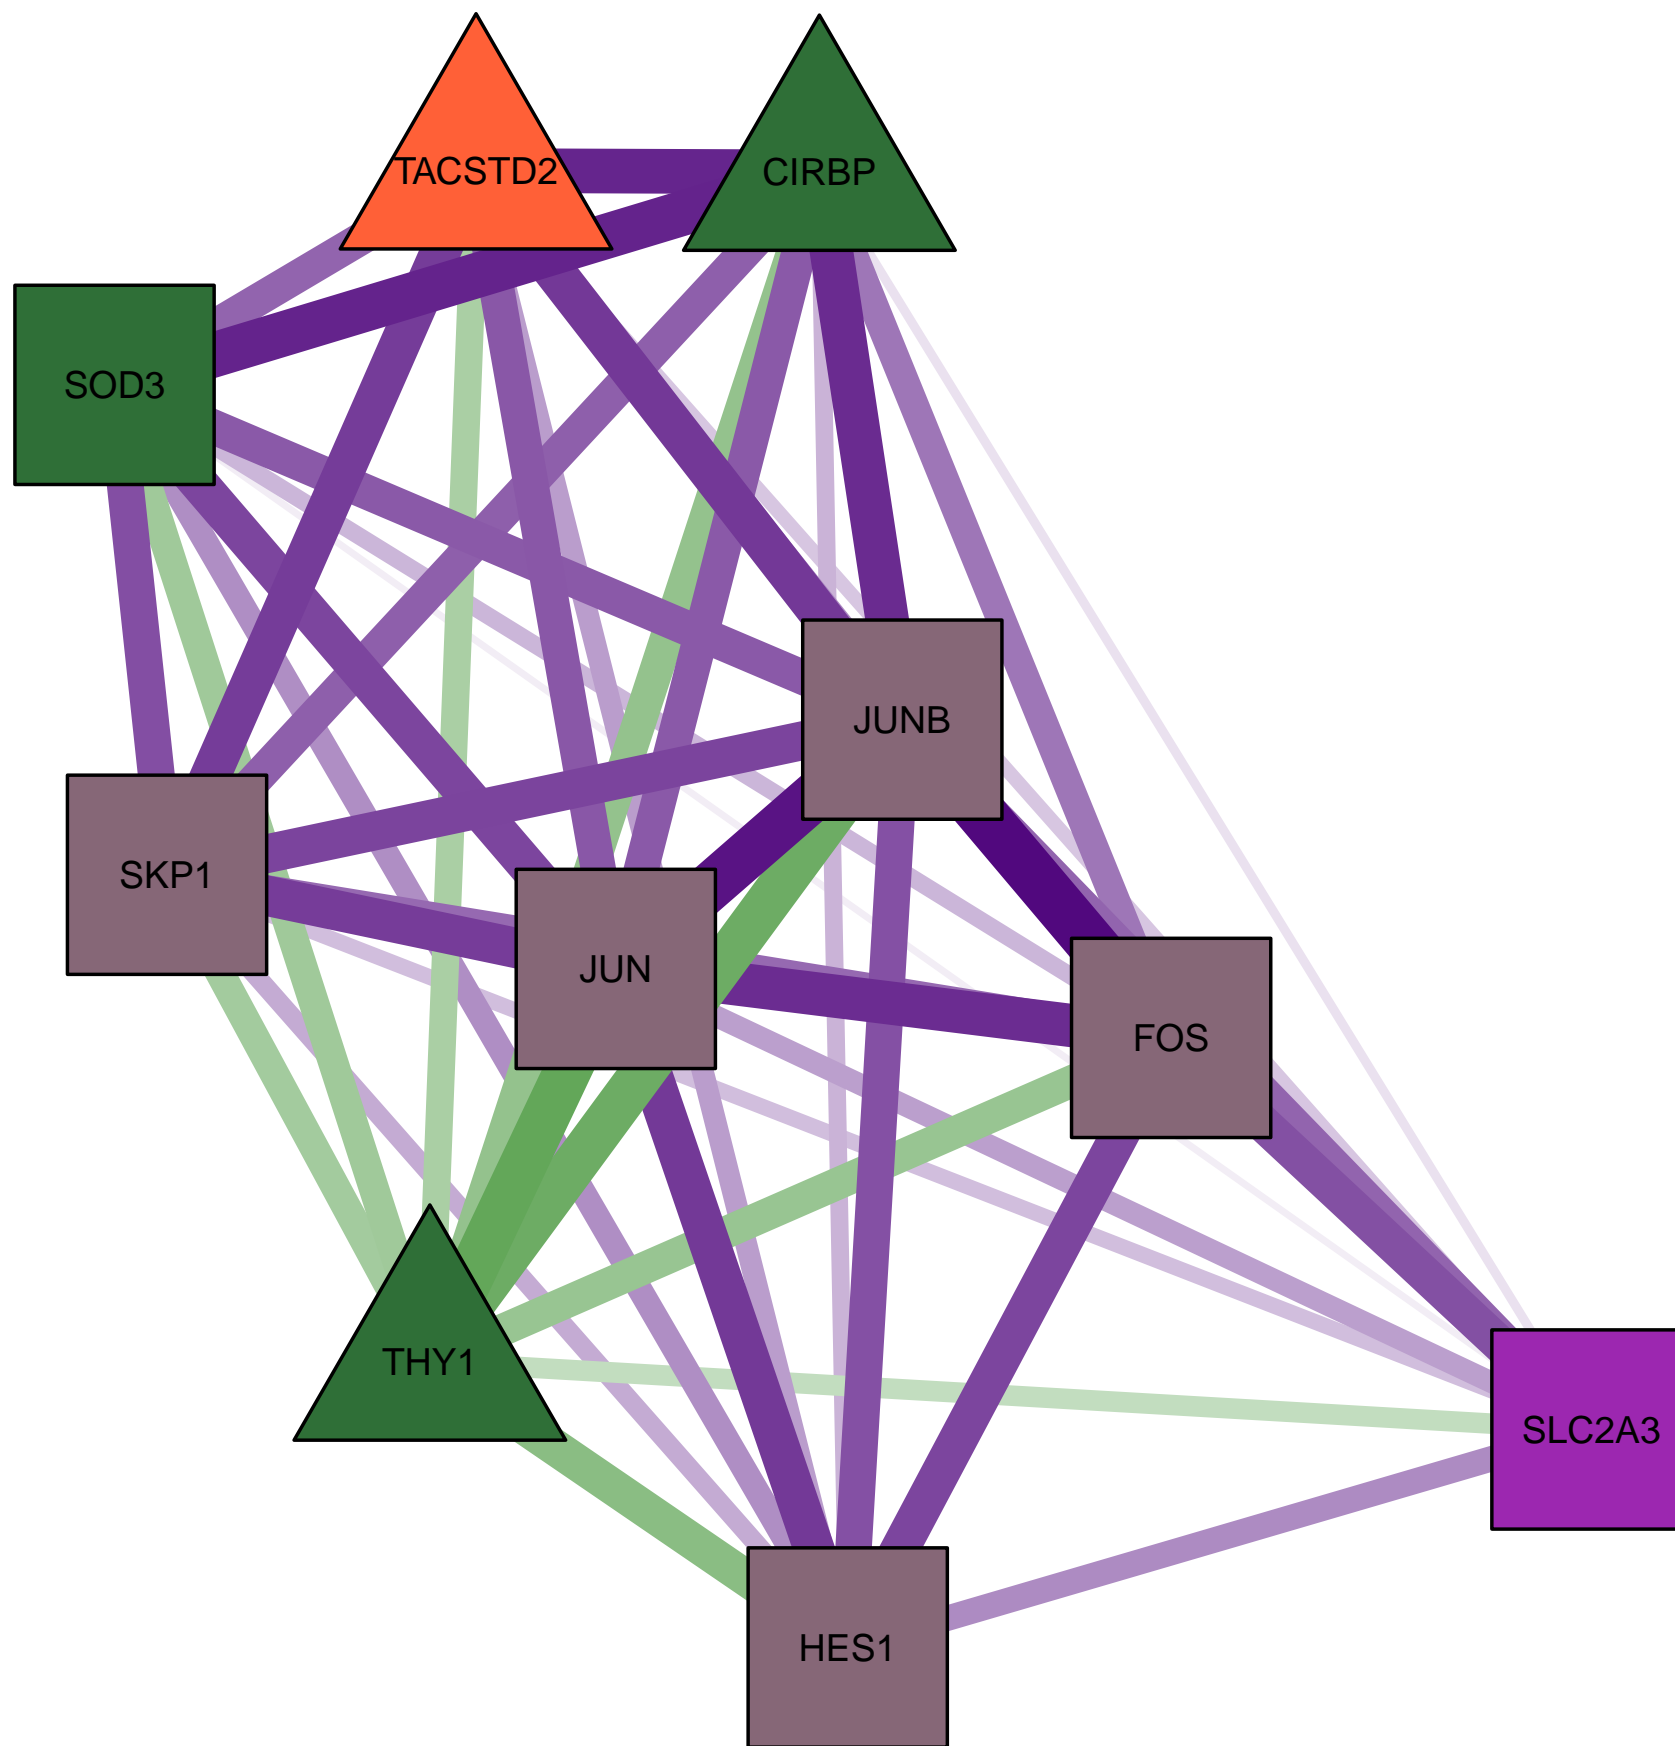 TACSTD2
CIRBP
SOD3
JUNB
SKP1
JUN
FOS
THY1
SLC2A3
HES1